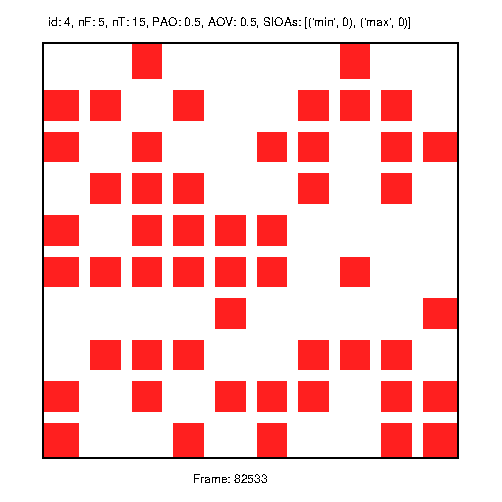 id: 4, nF: 5, nT: 15, PAO: 0.5, AOV: 0.5, SIOAs: [('min', 0), ('max', 0)]
Frame: 82533